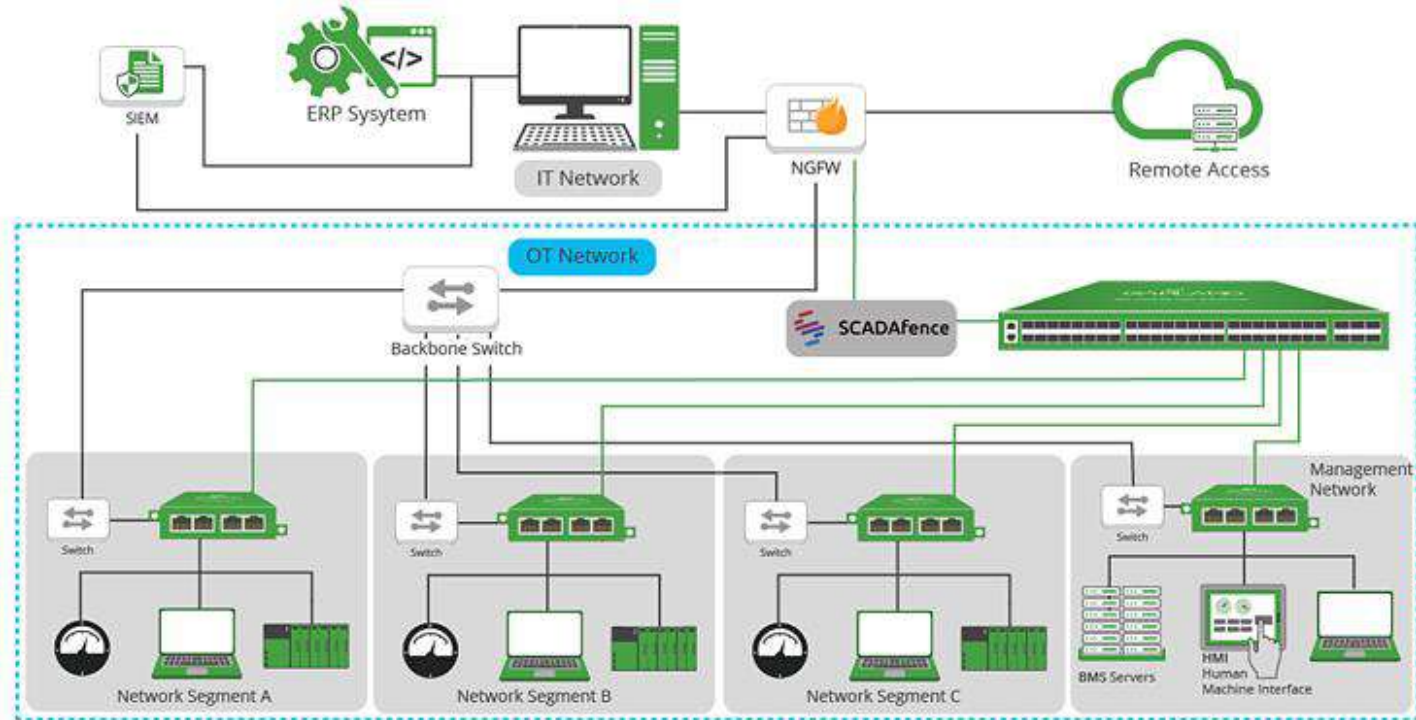 SIEM
ERP Sysytem
IT Network
NGFW
Remote Access
OT Network
Backbone Switch
SCADAfence
Management
Network
Switch
Switch
Switch
Switch
BMS Servers
HMI
Human
Machine Interface
Network Segment A
Network Segment B
Network Segment C